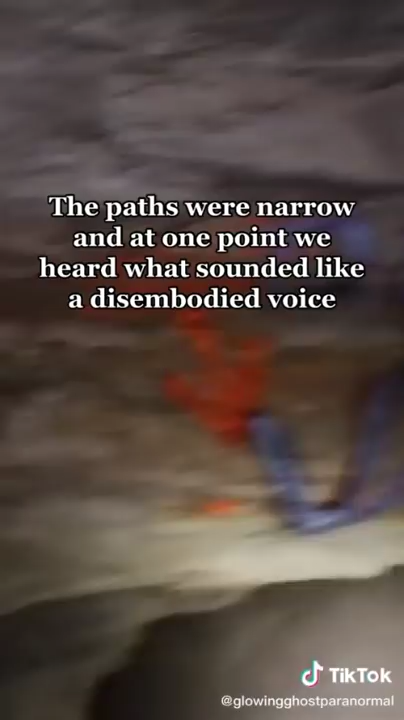 The paths were narrow
and at one point we
heard what sounded like
a disembodied voice
TikTok
@glowingghostparanormal